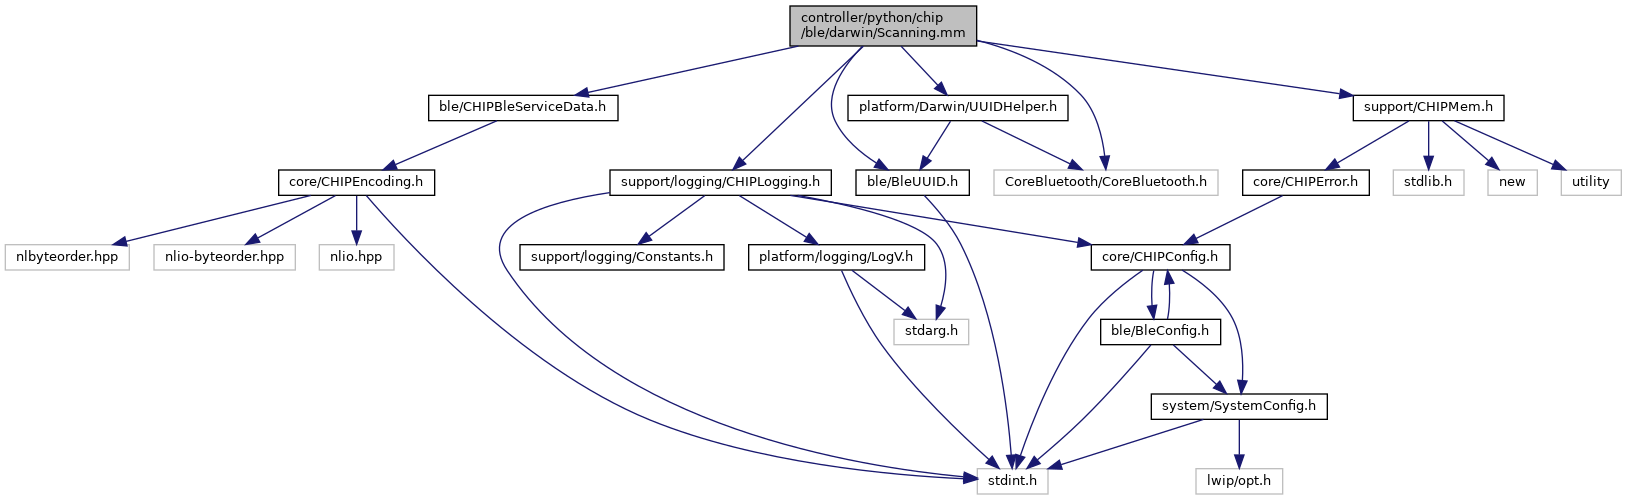 controller/python/chip
/ble/darwin/Scanning.mm
ble/CHIPBleServiceData.h
platform/Darwin/UUIDHelper.h
support/CHIPMem.h
core/CHIPEncoding.h
support/logging/CHIPLogging.h
ble/BleUUID.h
CoreBluetooth/CoreBluetooth.h
core/CHIPError.h
stdlib.h
new
utility
nlbyteorder.hpp
nlio-byteorder.hpp
nlio.hpp
support/logging/Constants.h
platform/logging/LogV.h
core/CHIPConfig.h
stdarg.h
ble/BleConfig.h
system/SystemConfig.h
stdint.h
lwip/opt.h